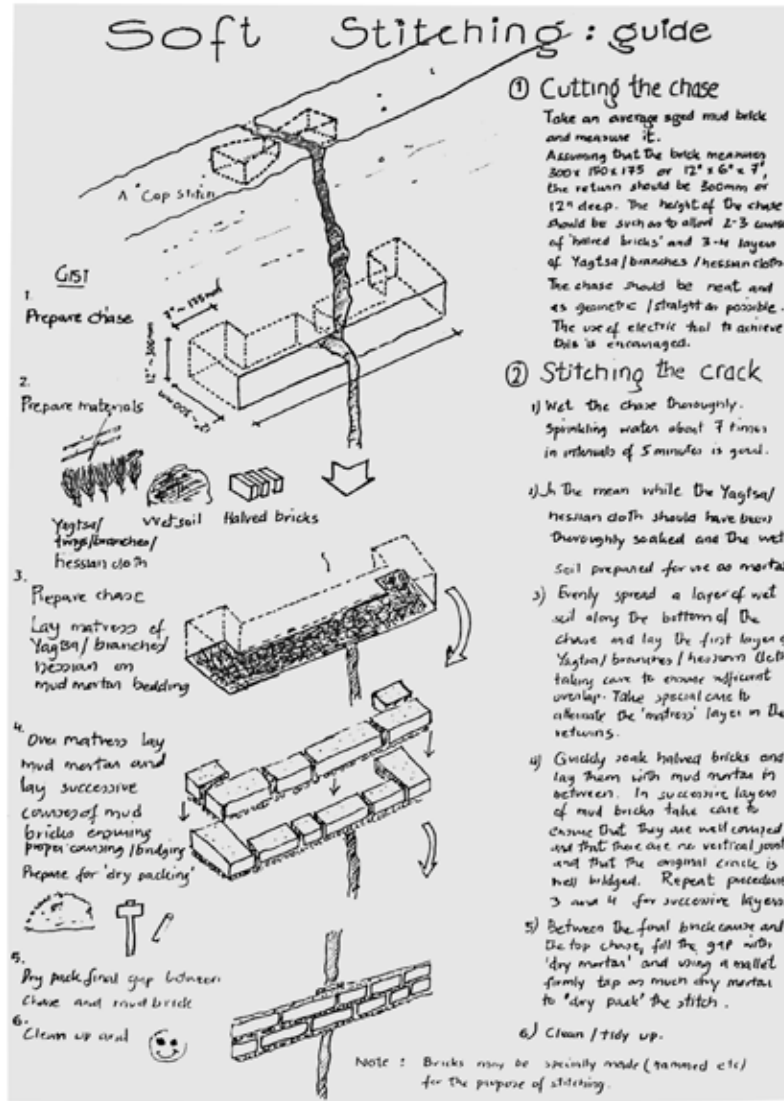 Soft Stitching : guide
A 'Cap stitch
GIST
1.
Prepare chase
7" ~ 175mm
12" ~ 300mm
12" ~ 300mm
2.
Prepare materials
Yagtsa/
twigs/branches/
hessian cloth
Wet soil
Halved bricks
3.
Prepare chase
Lay matress of
Yagtsa/ branches/
hessian on
mud mortar bedding
4.
Over matress lay
mud mortar and
lay successive
courses of mud
bricks ensuring
proper coursing/bridging
Prepare for 'dry packing'
5.
Dry pack final gap between
chase and mud brick
6.
Clean up and
① Cutting the chase
Take an average sized mud brick
and measure it.
Assuming that the brick measures
300 x 150 x 175 or 12" x 6" x 7",
the return should be 300mm or
12" deep. The height of the chase
should be such as to allow 2-3
of 'halved bricks' and 3-4 layers
of Yagtsa/branches/hessian cloth
The chase should be neat and
as geometric /straight as possible.
The use of electric tool to achieve
this is encouraged.
② Stitching the crack
1) Wet the chase thoroughly.
Sprinkling water about 7 times
in intervals of 5 minutes is good.
2) In the mean while the Yagtsa/
hessian cloth should have been
thoroughly soaked and the wet
soil prepared for use as mortar
3) Evenly spread a layer of wet
soil along the bottom of the
chase and lay the first layer
Yagtsa/branches/hessian cloth
taking care to ensure sufficient
overlap. Take special care to
alternate the 'matress' layer in the
returns.
4) Quickly soak halved bricks and
lay them with mud mortar in
between. In successive layers
of mud bricks take care to
ensure that they are well coursed
and that there are no vertical joint
and that the original crack is
well bridged. Repeat procedure
3 and 4 for successive layers
5) Between the final brick course and
the top chase, fill the gap with
'dry mortar' and using a mallet
firmly tap as much dry mortar
to 'dry pack' the stitch.
6) Clean / tidy up.
Note : Bricks may be specially made (rammed etc)
for the purpose of stitching.